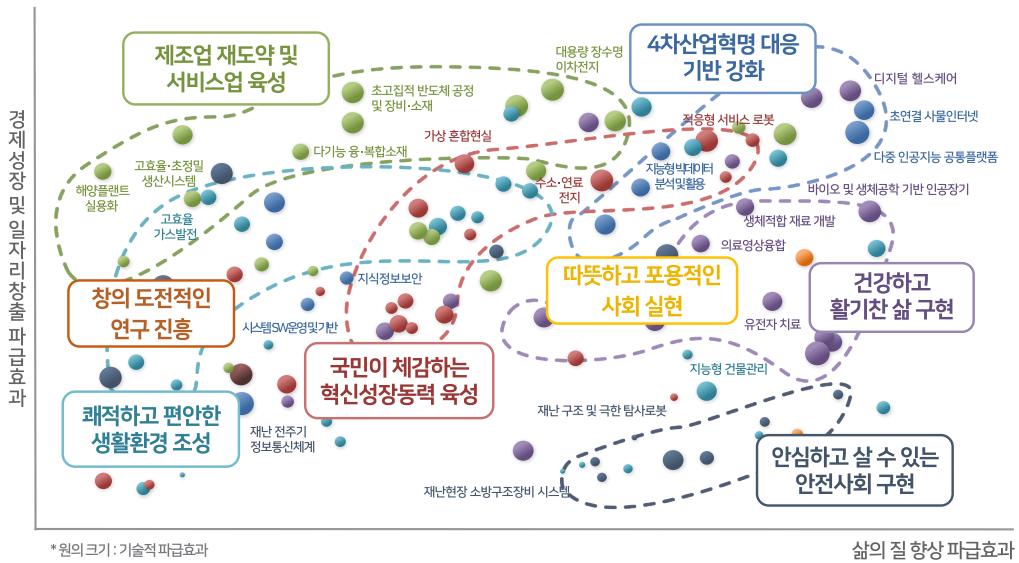 경제성장 및 일자리창출 파급효과
제조업 재도약 및
서비스업 육성
4차산업혁명 대응
기반 강화
대용량 장수명
이차전지
초고집적 반도체 공정
및 장비·소재
가상 혼합현실
적응형 서비스 로봇
디지털 헬스케어
초연결 사물인터넷
다중 인공지능 공통플랫폼
다기능 융·복합소재
고효율·초정밀
생산시스템
해양플랜트
실용화
고효율
가스발전
수소·연료
전지
지능형빅데이터
분석및활용
바이오 및 생체공학 기반 인공장기
생체적합 재료 개발
의료영상융합
창의 도전적인
연구 진흥
지식정보보안
시스템SW운영및기반
따뜻하고 포용적인
사회 실현
건강하고
활기찬 삶 구현
유전자 치료
국민이 체감하는
혁신성장동력 육성
지능형 건물관리
쾌적하고 편안한
생활환경 조성
재난 전주기
정보통신체계
재난 구조 및 극한 탐사로봇
안심하고 살 수 있는
안전사회 구현
재난현장 소방구조장비 시스템
* 원의 크기 : 기술적 파급효과
삶의 질 향상 파급효과